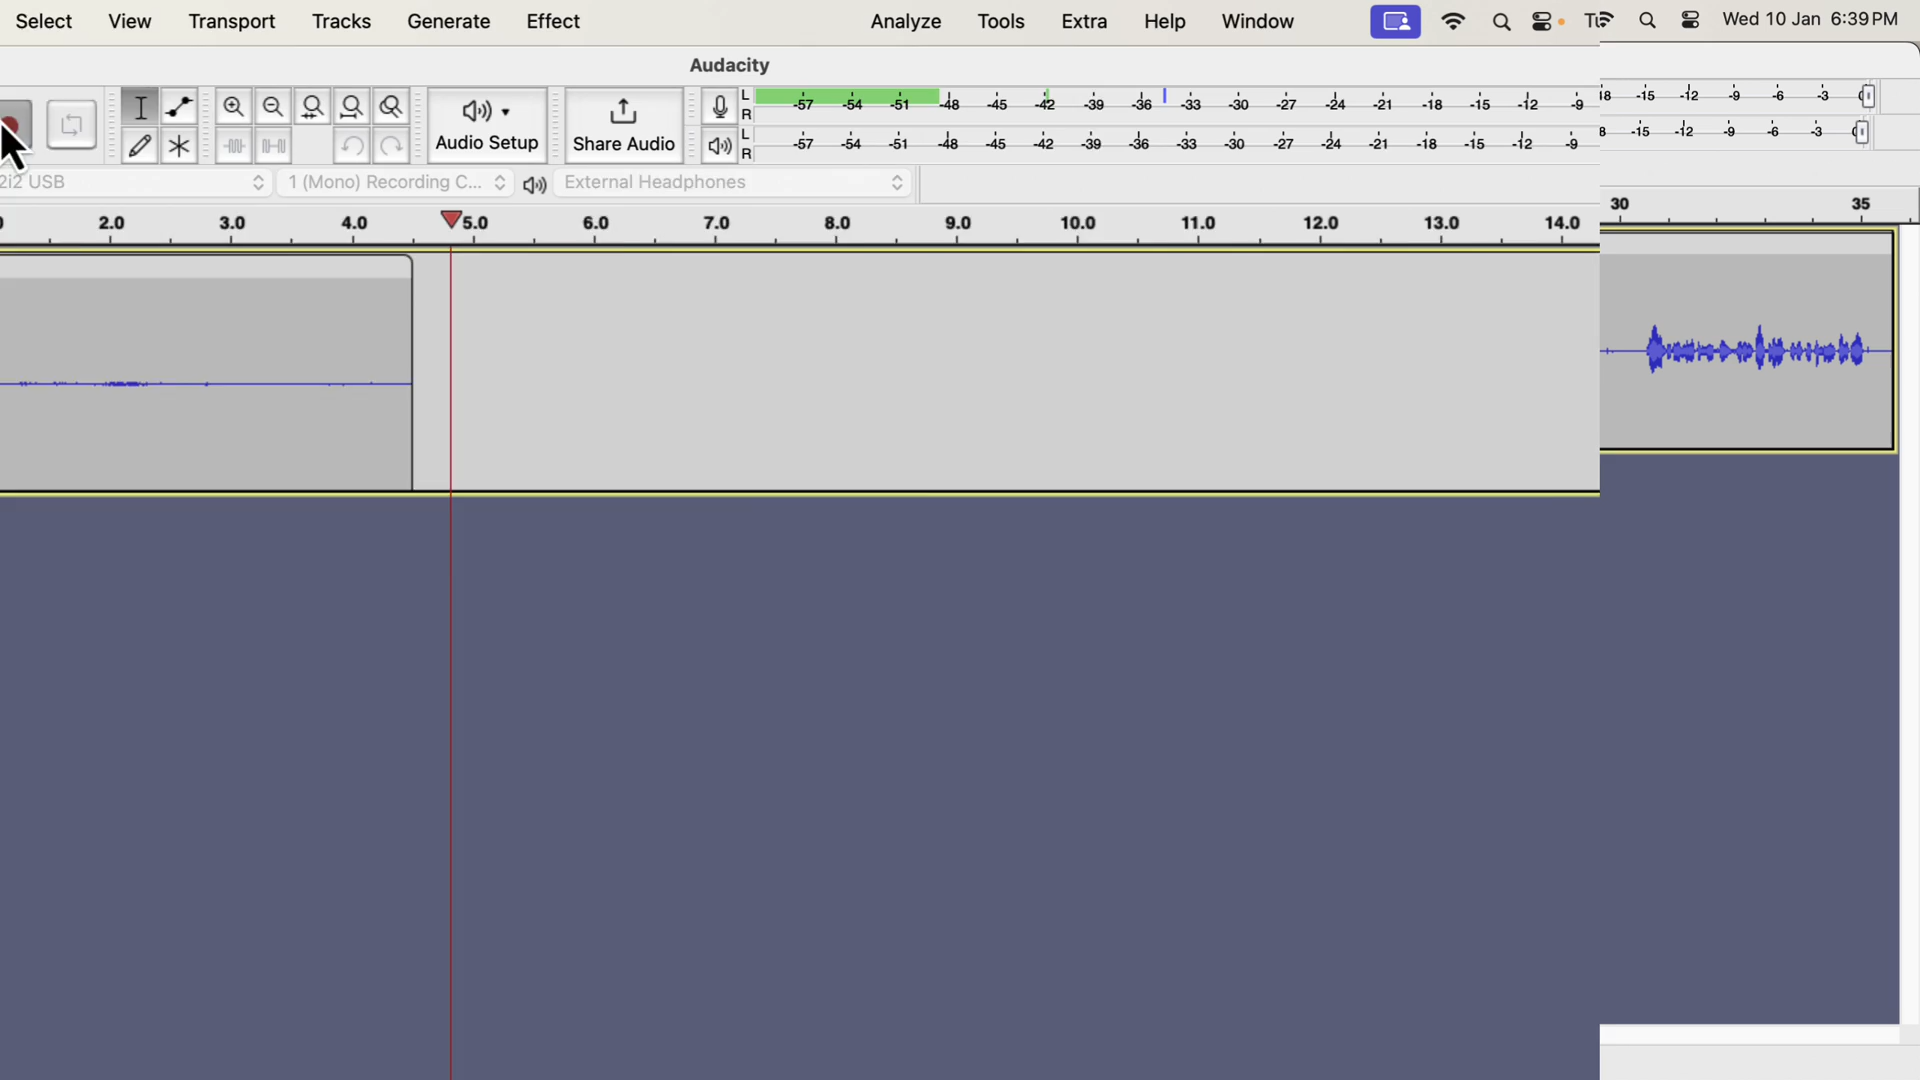 Select View Transport Tracks Generate Effect Analyze Tools Extra Help Window Wed 10 Jan 6:39 PM
Audacity
L -57 -54 -51 -48 -45 -42 -39 -36 -33 -30 -27 -24 -21 -18 -15 -12 -9 18 -15 -12 -9 -6 -3 0
R
Audio Setup Share Audio
L -57 -54 -51 -48 -45 -42 -39 -36 -33 -30 -27 -24 -21 -18 -15 -12 -9 -15 -12 -9 -6 -3
R
2i2 USB 1 (Mono) Recording C... External Headphones
0 2.0 3.0 4.0 5.0 6.0 7.0 8.0 9.0 10.0 11.0 12.0 13.0 14.0 30 35